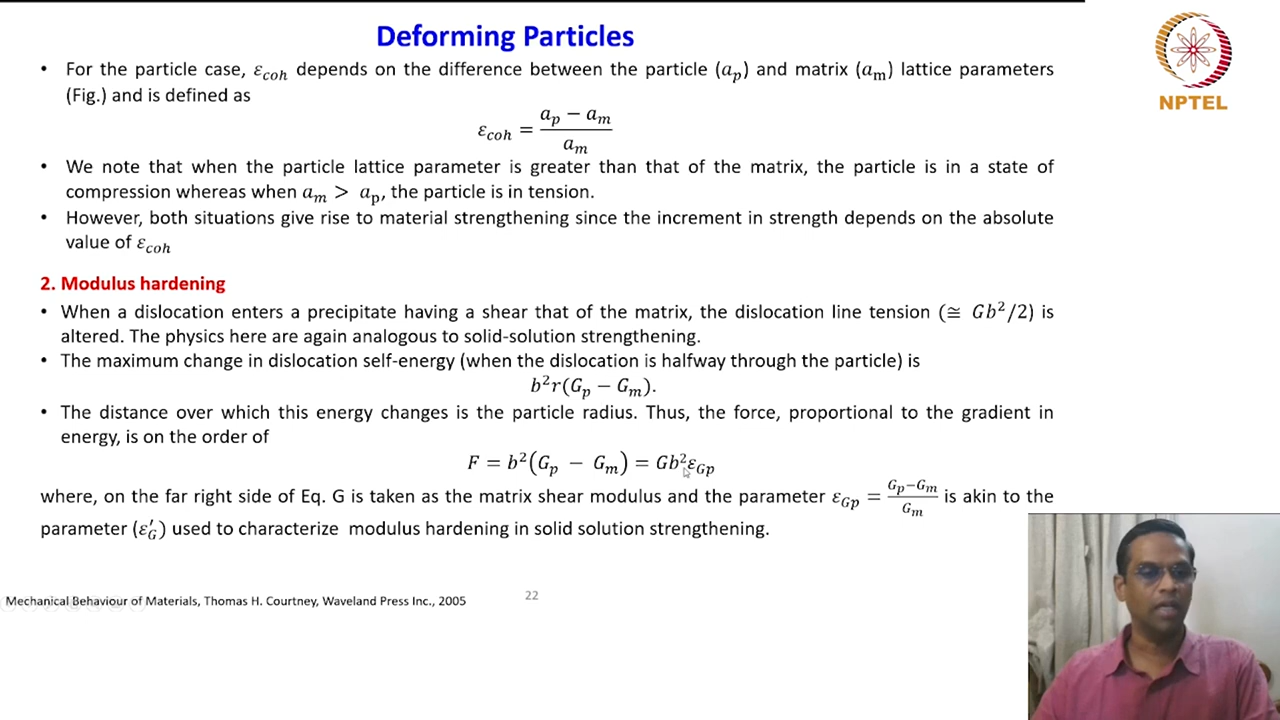 Deforming Particles
• For the particle case, ε_coh depends on the difference between the particle (a_p) and matrix (a_m) lattice parameters
(Fig.) and is defined as
ε_coh = (a_p − a_m) / a_m
• We note that when the particle lattice parameter is greater than that of the matrix, the particle is in a state of
compression whereas when a_m > a_p, the particle is in tension.
• However, both situations give rise to material strengthening since the increment in strength depends on the absolute
value of ε_coh
2. Modulus hardening
• When a dislocation enters a precipitate having a shear that of the matrix, the dislocation line tension (≅ Gb²/2) is
altered. The physics here are again analogous to solid-solution strengthening.
• The maximum change in dislocation self-energy (when the dislocation is halfway through the particle) is
b²r(G_p − G_m).
• The distance over which this energy changes is the particle radius. Thus, the force, proportional to the gradient in
energy, is on the order of
F = b²(G_p − G_m) = Gb²ε_Gp
where, on the far right side of Eq. G is taken as the matrix shear modulus and the parameter ε_Gp = (G_p−G_m)/G_m is akin to the
parameter (ε′_G) used to characterize modulus hardening in solid solution strengthening.
Mechanical Behaviour of Materials, Thomas H. Courtney, Waveland Press Inc., 2005
22
NPTEL